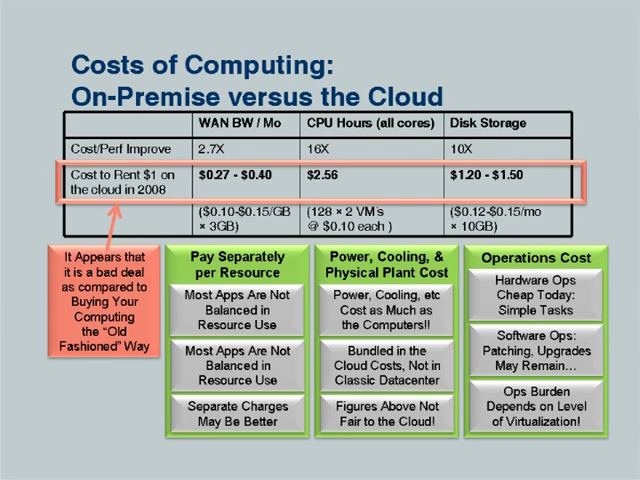 Costs of Computing:
On-Premise versus the Cloud
WAN BW / Mo CPU Hours (all cores) Disk Storage
Cost/Perf Improve 2.7X 16X 10X
Cost to Rent $1 on $0.27 - $0.40 $2.56 $1.20 - $1.50
the cloud in 2008
($0.10-$0.15/GB (128 × 2 VM's ($0.12-$0.15/mo
× 3GB) @ $0.10 each ) × 10GB)
It Appears that
it is a bad deal
as compared to
Buying Your
Computing
the “Old
Fashioned” Way
Pay Separately
per Resource
Most Apps Are Not
Balanced in
Resource Use
Most Apps Are Not
Balanced in
Resource Use
Separate Charges
May Be Better
Power, Cooling, &
Physical Plant Cost
Power, Cooling, etc
Cost as Much as
the Computers!!
Bundled in the
Cloud Costs, Not in
Classic Datacenter
Figures Above Not
Fair to the Cloud!
Operations Cost
Hardware Ops
Cheap Today:
Simple Tasks
Software Ops:
Patching, Upgrades
May Remain…
Ops Burden
Depends on Level
of Virtualization!